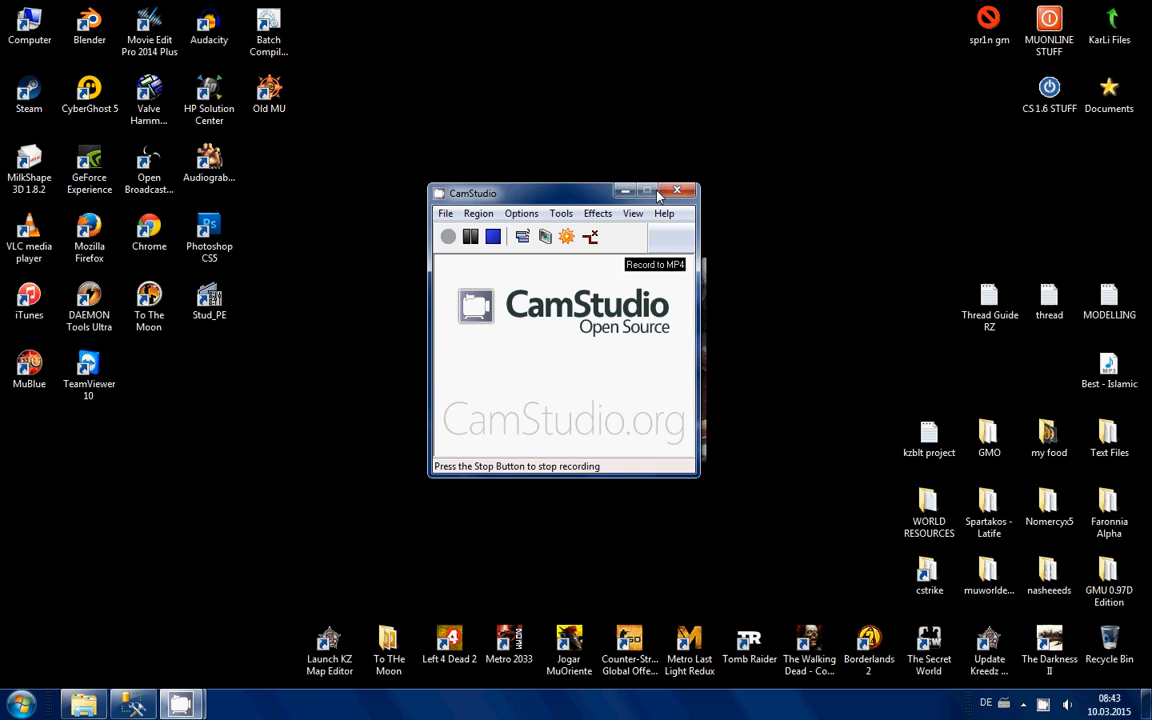 Computer
Blender
Movie Edit
Pro 2014 Plus
Audacity
Batch
Compil...
spr1n gm
MUONLINE
STUFF
KarLi Files
Steam
CyberGhost 5
Valve
Hamm...
HP Solution
Center
Old MU
CS 1.6 STUFF
Documents
MilkShape
3D 1.8.2
GeForce
Experience
Open
Broadcast...
Audiograb...
VLC media
player
Mozilla
Firefox
Chrome
Photoshop
CS5
iTunes
DAEMON
Tools Ultra
To The
Moon
Stud_PE
MuBlue
TeamViewer
10
CamStudio
File Region Options Tools Effects View Help
Record to MP4
CamStudio
Open Source
CamStudio.org
Press the Stop Button to stop recording
Thread Guide
RZ
thread
MODELLING
MP3
Best - Islamic
kzblt project
GMO
my food
Text Files
WORLD
RESOURCES
Spartakos -
Latife
Nomercyx5
Faronnia
Alpha
cstrike
muworlde...
nasheeeds
GMU 0.97D
Edition
Launch KZ
Map Editor
To THe
Moon
Left 4 Dead 2
Metro 2033
Jogar
MuOriente
Counter-Str...
Global Offe...
Metro Last
Light Redux
Tomb Raider
The Walking
Dead - Co...
Borderlands
2
The Secret
World
Update
Kreedz ...
The Darkness
II
Recycle Bin
DE
08:43
10.03.2015